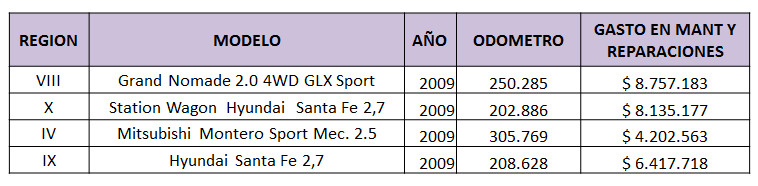 REGION MODELO AÑO ODOMETRO GASTO EN MANT Y
REPARACIONES
VIII Grand Nomade 2.0 4WD GLX Sport 2009 250.285 $ 8.757.183
X Station Wagon Hyundai Santa Fe 2,7 2009 202.886 $ 8.135.177
IV Mitsubishi Montero Sport Mec. 2.5 2009 305.769 $ 4.202.563
IX Hyundai Santa Fe 2,7 2009 208.628 $ 6.417.718